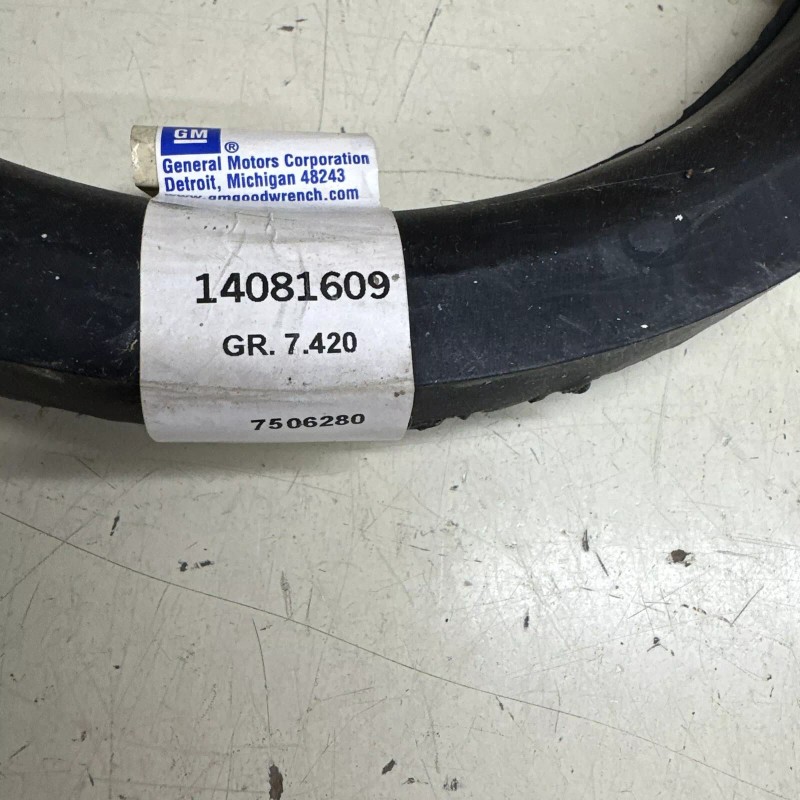 GM
®
General Motors Corporation
Detroit, Michigan 48243
www.gmgoodwrench.com
14081609
GR. 7.420
7506280